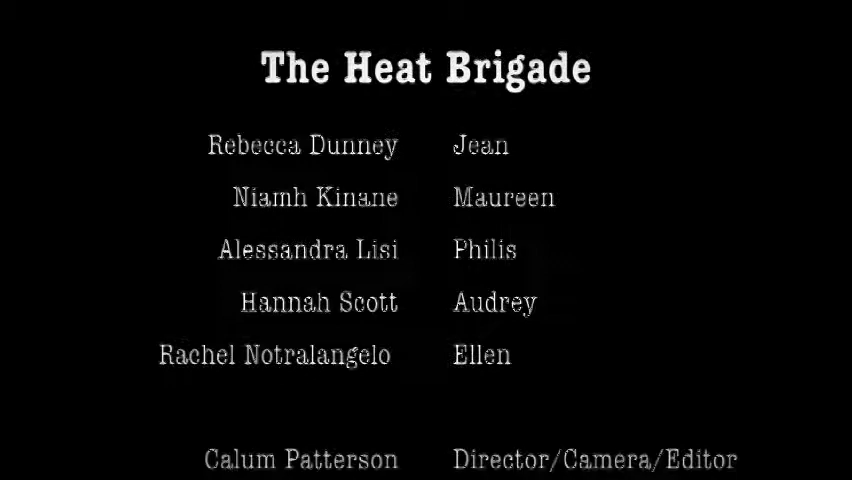 The Heat Brigade
Rebecca Dunney Jean
Niamh Kinane Maureen
Alessandra Lisi Philis
Hannah Scott Audrey
Rachel Notralangelo Ellen
Calum Patterson Director/Camera/Editor